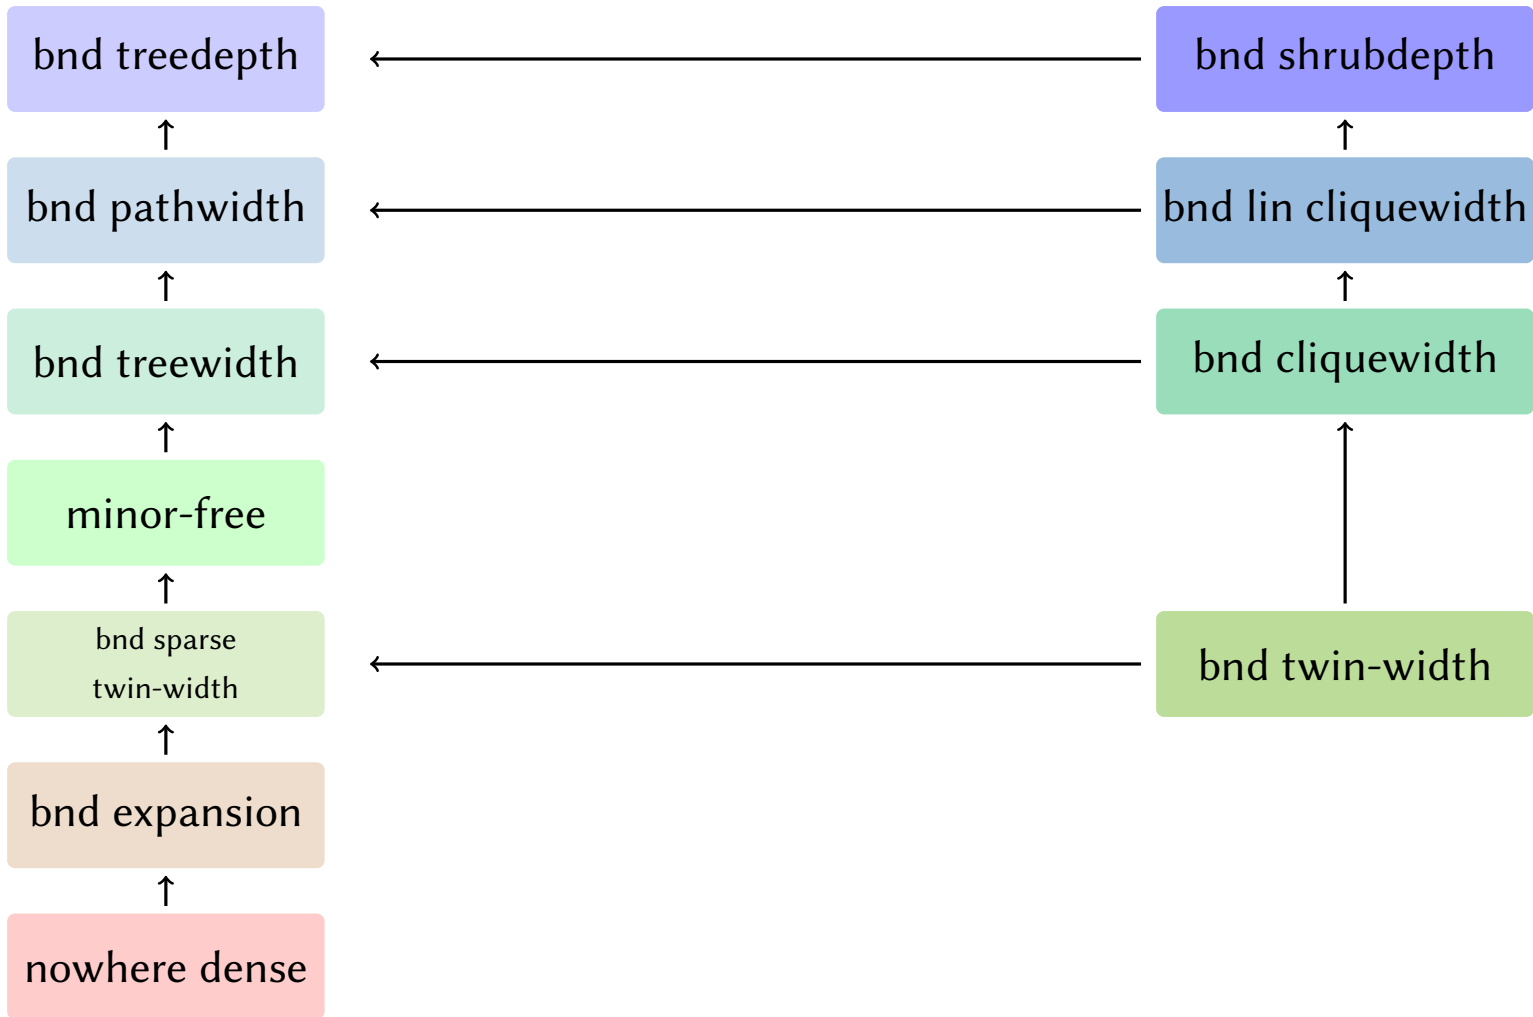 bnd treedepth
bnd shrubdepth
bnd pathwidth
bnd lin cliquewidth
bnd treewidth
bnd cliquewidth
minor-free
bnd sparse
twin-width
bnd twin-width
bnd expansion
nowhere dense